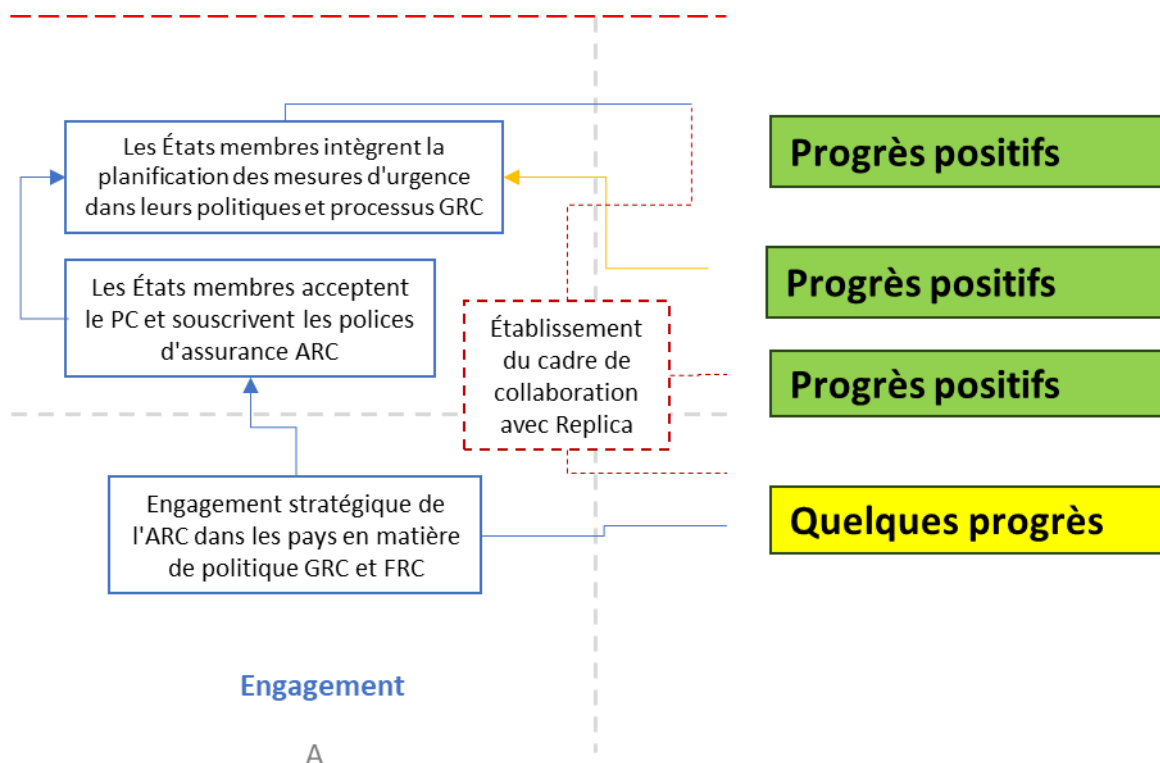 Les États membres intègrent la
planification des mesures d'urgence
dans leurs politiques et processus GRC
Progrès positifs
Les États membres acceptent
le PC et souscrivent les polices
d'assurance ARC
Progrès positifs
Établissement
du cadre de
collaboration
avec Replica
Progrès positifs
Engagement stratégique de
l'ARC dans les pays en matière
de politique GRC et FRC
Quelques progrès
Engagement
A